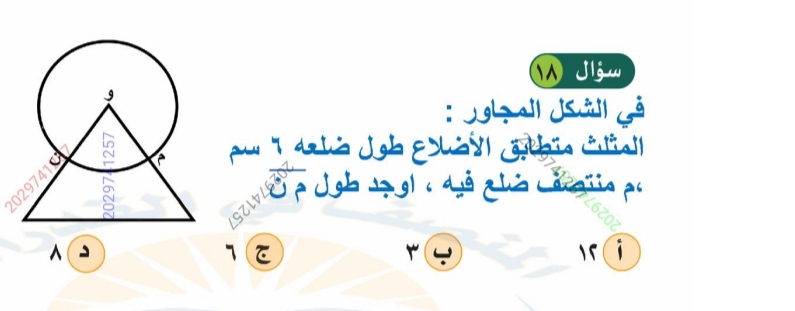 سؤال ١٨
في الشكل المجاور :
المثلث متطابق الأضلاع طول ضلعه ٦ سم
،م منتصف ضلع فيه ، اوجد طول م ن
أ ١٢
ب ٣
ج ٦
د ٨
و
ن
م
2029741257
2029741257
2029741257
2029741257